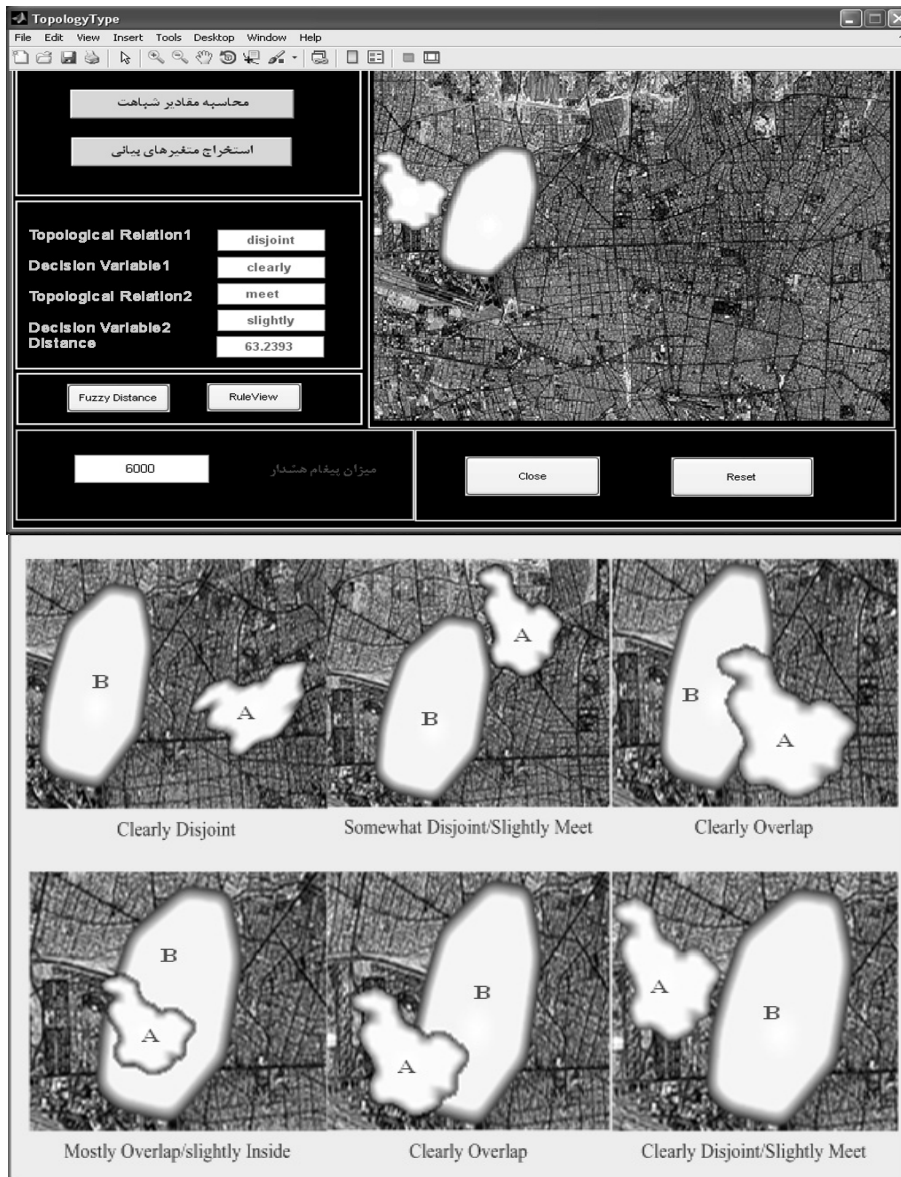 TopologyType
File Edit View Insert Tools Desktop Window Help
محاسبه مقادیر شباهت
استخراج متغیرهای بیانی
Topological Relation1 disjoint
Decision Variable1 clearly
Topological Relation2 meet
Decision Variable2 slightly
Distance 63.2393
Fuzzy Distance RuleView
6000 میزان پیغام هشدار
Close Reset
B A
B A
B A
Clearly Disjoint
Somewhat Disjoint/Slightly Meet
Clearly Overlap
B A
B A
A B
Mostly Overlap/slightly Inside
Clearly Overlap
Clearly Disjoint/Slightly Meet